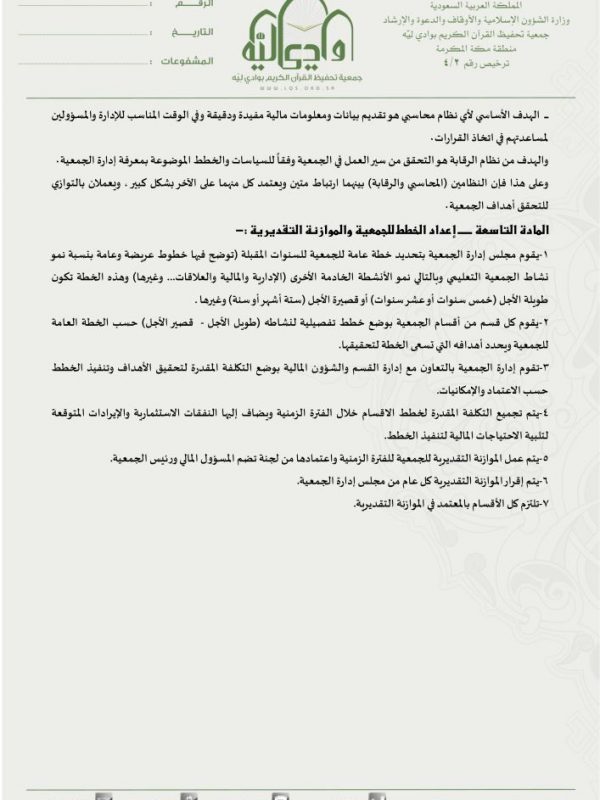 المملكة العربية السعودية
وزارة الشؤون الإسلامية والأوقاف والدعوة والإرشاد
جمعية تحفيظ القرآن الكريم بوادي ليّه
منطقة مكة المكرمة
ترخيص رقم ٤/٢
وادي ليّه
جمعية تحفيظ القرآن الكريم بوادي ليّه
WWW.LQS.ORG.SA
الرقم :
التاريخ :
المشفوعات :
ـ الهدف الأساسي لأي نظام محاسبي هو تقديم بيانات ومعلومات مالية مفيدة ودقيقة وفي الوقت المناسب للإدارة والمسؤولين
لمساعدتهم في اتخاذ القرارات.
والهدف من نظام الرقابة هو التحقق من سير العمل في الجمعية وفقاً للسياسات والخطط الموضوعة بمعرفة إدارة الجمعية.
وعلى هذا فإن النظامين (المحاسبي والرقابة) بينهما ارتباط متين ويعتمد كل منهما على الآخر بشكل كبير . ويعملان بالتوازي
للتحقق أهداف الجمعية.
المادة التاسعة ــ إعداد الخطط للجمعية والموازنة التقديرية :-
١-يقوم مجلس إدارة الجمعية بتحديد خطة عامة للجمعية للسنوات المقبلة (توضح فيها خطوط عريضة وعامة بنسبة نمو
نشاط الجمعية التعليمي وبالتالي نمو الأنشطة الخادمة الأخرى (الإدارية والمالية والعلاقات... وغيرها) وهذه الخطة تكون
طويلة الأجل (خمس سنوات أو عشر سنوات) أو قصيرة الأجل (ستة أشهر أو سنة) وغيرها .
٢-يقوم كل قسم من أقسام الجمعية بوضع خطط تفصيلية لنشاطه (طويل الأجل - قصير الأجل) حسب الخطة العامة
للجمعية ويحدد أهدافه التي تسعى الخطة لتحقيقها.
٣-تقوم إدارة الجمعية بالتعاون مع إدارة القسم والشؤون المالية بوضع التكلفة المقدرة لتحقيق الأهداف وتنفيذ الخطط
حسب الاعتماد والإمكانيات.
٤-يتم تجميع التكلفة المقدرة لخطط الاقسام خلال الفترة الزمنية ويضاف إليها النفقات الاستثمارية والإيرادات المتوقعة
لتلبية الاحتياجات المالية لتنفيذ الخطط.
٥-يتم عمل الموازنة التقديرية للجمعية للفترة الزمنية واعتمادها من لجنة تضم المسؤول المالي ورئيس الجمعية.
٦-يتم إقرار الموازنة التقديرية كل عام من مجلس إدارة الجمعية.
٧-تلتزم كل الأقسام بالمعتمد في الموازنة التقديرية.